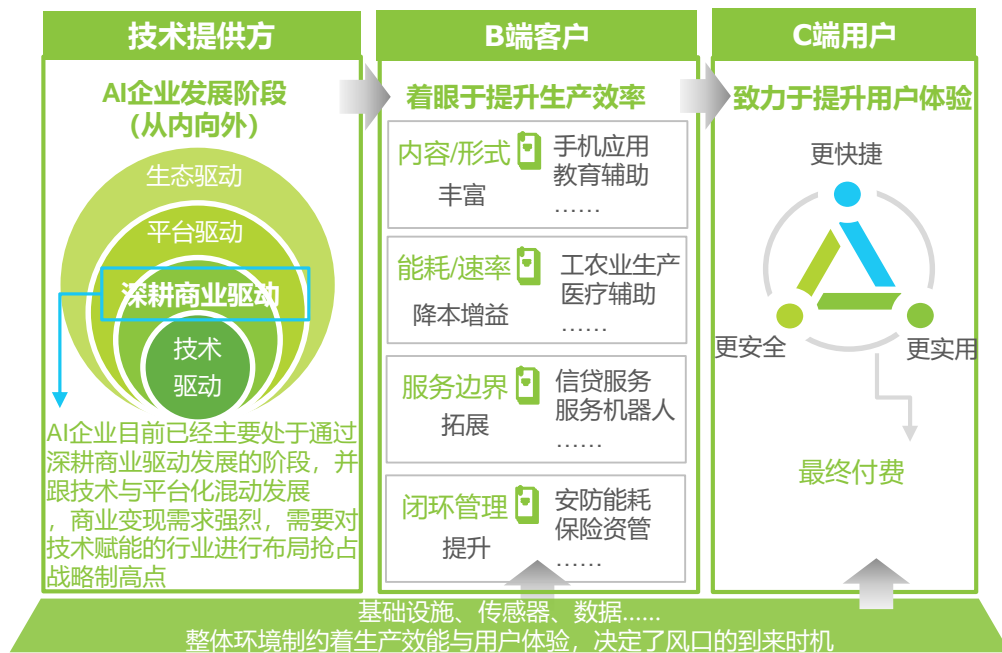 技术提供方
AI企业发展阶段
（从内向外）
生态驱动
平台驱动
深耕商业驱动
技术
驱动
AI企业目前已经主要处于通过
深耕商业驱动发展的阶段，并
跟技术与平台化混动发展
，商业变现需求强烈，需要对
技术赋能的行业进行布局抢占
战略制高点
B端客户
着眼于提升生产效率
内容/形式
丰富
手机应用
教育辅助
……
能耗/速率
降本增益
工农业生产
医疗辅助
……
服务边界
拓展
信贷服务
服务机器人
……
闭环管理
提升
安防能耗
保险资管
……
C端用户
致力于提升用户体验
更快捷
更安全
更实用
最终付费
基础设施、传感器、数据……
整体环境制约着生产效能与用户体验，决定了风口的到来时机